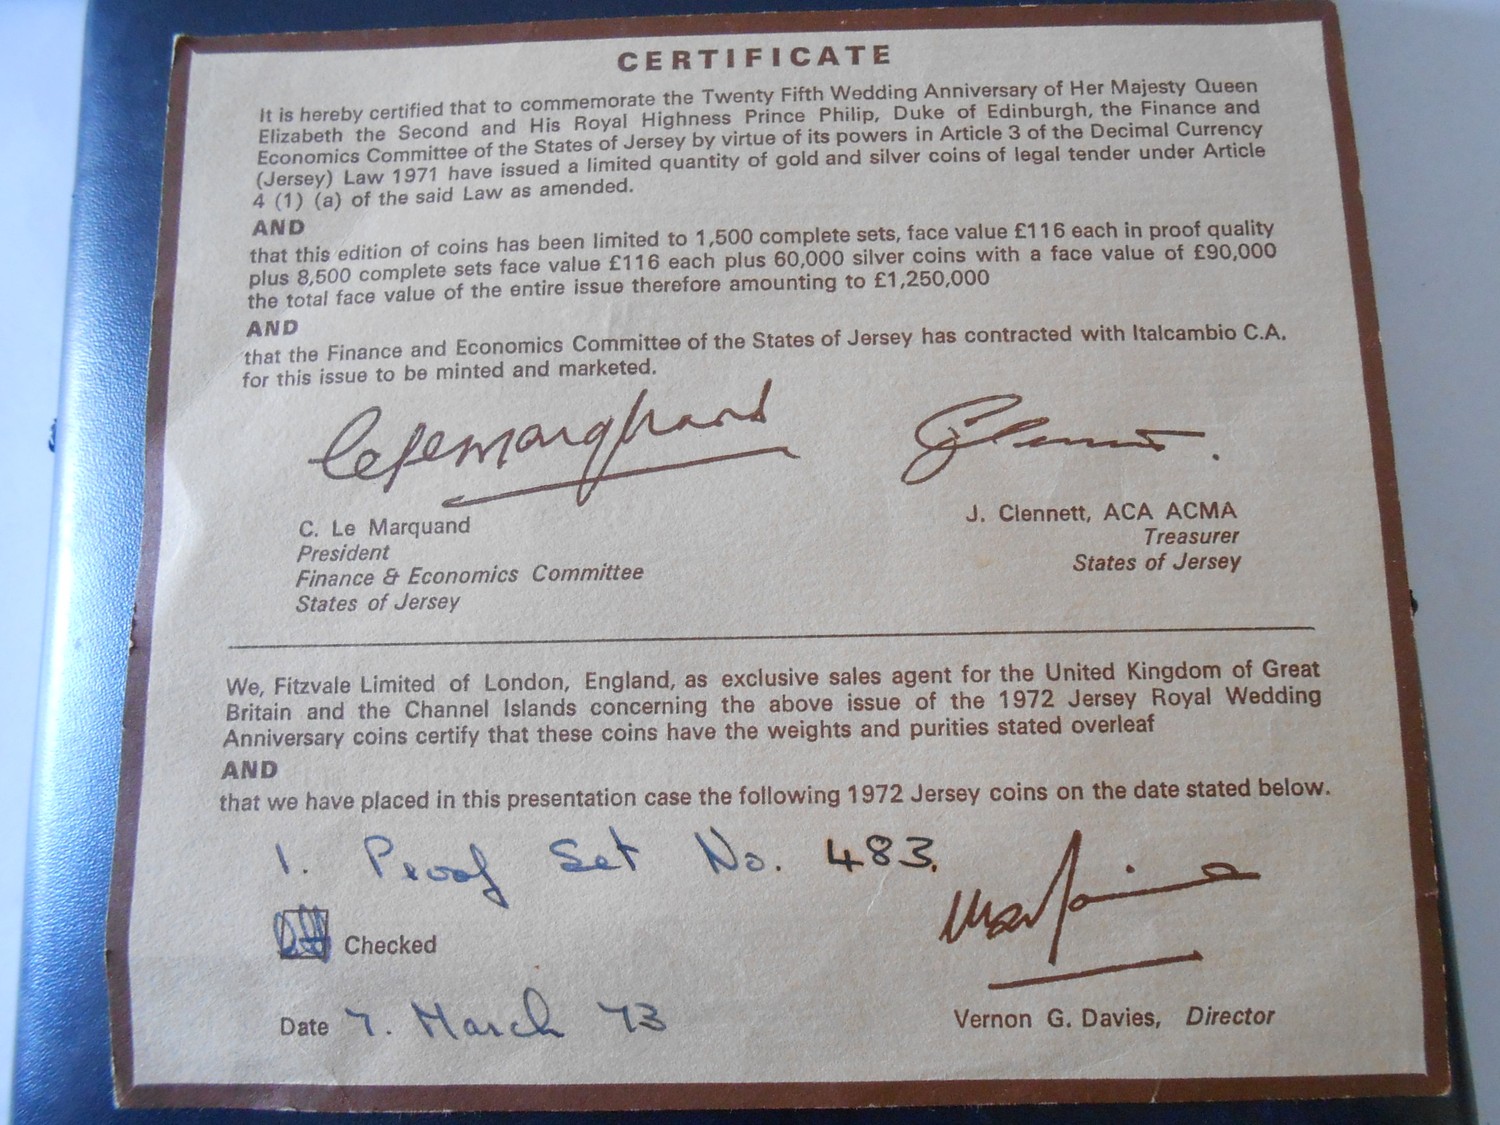 CERTIFICATE
It is hereby certified that to commemorate the Twenty Fifth Wedding Anniversary of Her Majesty Queen
Elizabeth the Second and His Royal Highness Prince Philip, Duke of Edinburgh, the Finance and
Economics Committee of the States of Jersey by virtue of its powers in Article 3 of the Decimal Currency
(Jersey) Law 1971 have issued a limited quantity of gold and silver coins of legal tender under Article
4 (1) (a) of the said Law as amended.
AND
that this edition of coins has been limited to 1,500 complete sets, face value £116 each in proof quality
plus 8,500 complete sets face value £116 each plus 60,000 silver coins with a face value of £90,000
the total face value of the entire issue therefore amounting to £1,250,000
AND
that the Finance and Economics Committee of the States of Jersey has contracted with Italcambio C.A.
for this issue to be minted and marketed.
C. Le Marquand
President
Finance & Economics Committee
States of Jersey
J. Clennett, ACA ACMA
Treasurer
States of Jersey
We, Fitzvale Limited of London, England, as exclusive sales agent for the United Kingdom of Great
Britain and the Channel Islands concerning the above issue of the 1972 Jersey Royal Wedding
Anniversary coins certify that these coins have the weights and purities stated overleaf
AND
that we have placed in this presentation case the following 1972 Jersey coins on the date stated below.
1. Proof Set No. 483.
Checked
Date 7. March 73
Vernon G. Davies, Director